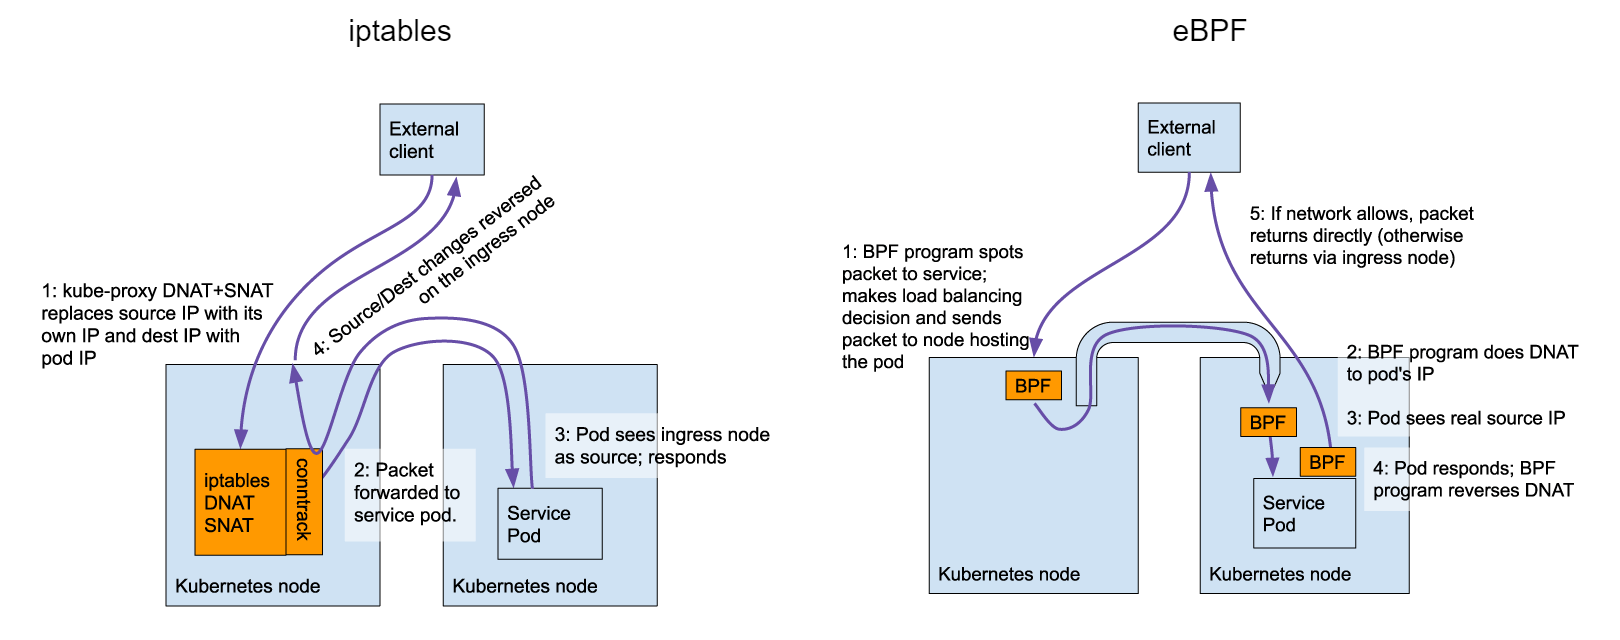 iptables
External
client
1: kube-proxy DNAT+SNAT
replaces source IP with its
own IP and dest IP with
pod IP
4: Source/Dest changes reversed
on the ingress node
iptables
DNAT
SNAT
conntrack
2: Packet
forwarded to
service pod.
3: Pod sees ingress node
as source; responds
Service
Pod
Kubernetes node
Kubernetes node
eBPF
External
client
1: BPF program spots
packet to service;
makes load balancing
decision and sends
packet to node hosting
the pod
5: If network allows, packet
returns directly (otherwise
returns via ingress node)
BPF
2: BPF program does DNAT
to pod's IP
BPF
3: Pod sees real source IP
BPF
4: Pod responds; BPF
program reverses DNAT
Service
Pod
Kubernetes node
Kubernetes node